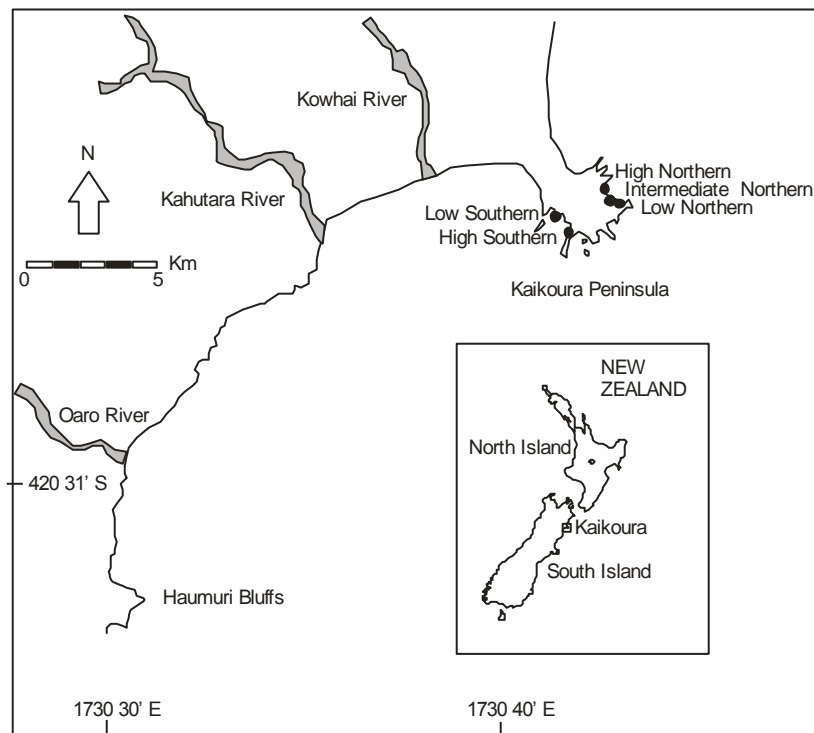 Kowhai River
N
Kahutara River
High Northern
Intermediate Northern
Low Northern
Low Southern
High Southern
Km
0 5
Kaikoura Peninsula
NEW
ZEALAND
Oaro River
North Island
420 31' S
Kaikoura
South Island
Haumuri Bluffs
1730 30' E
1730 40' E